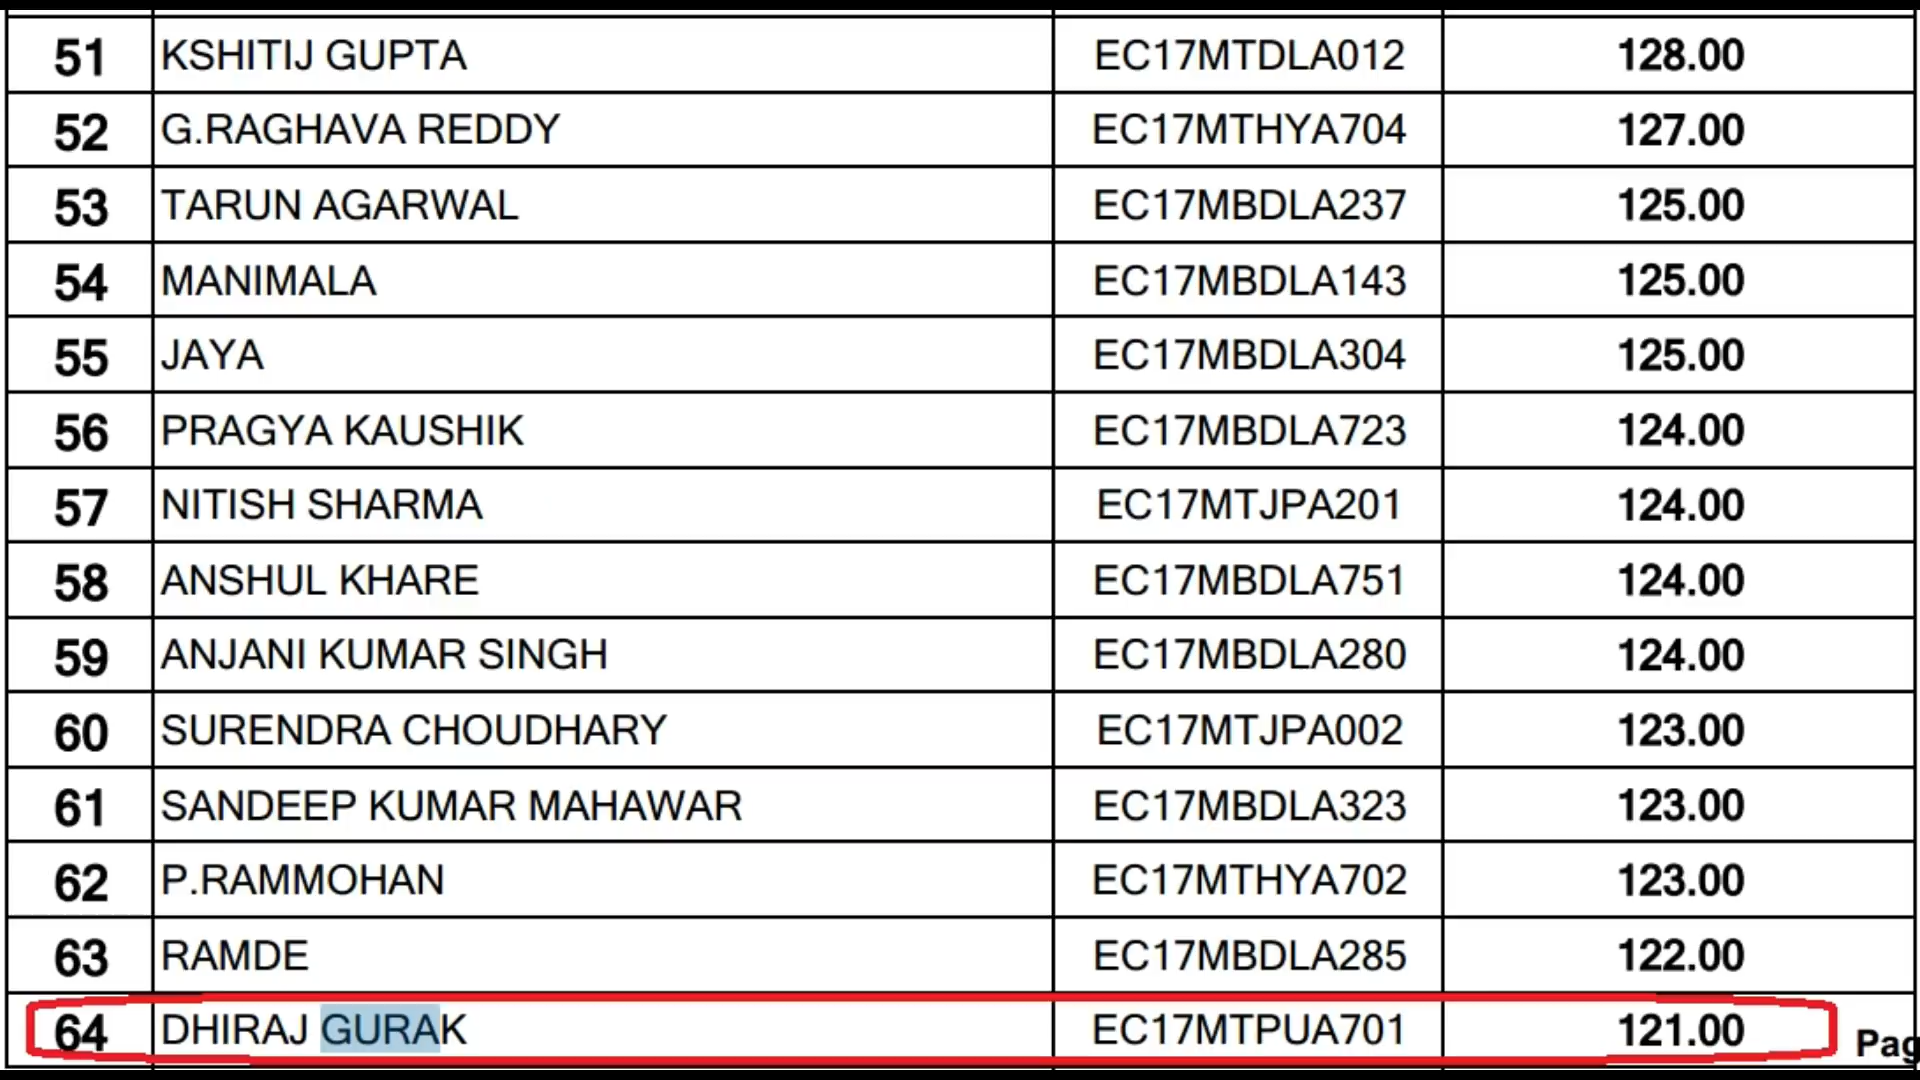 51 KSHITIJ GUPTA EC17MTDLA012 128.00
52 G.RAGHAVA REDDY EC17MTHYA704 127.00
53 TARUN AGARWAL EC17MBDLA237 125.00
54 MANIMALA EC17MBDLA143 125.00
55 JAYA EC17MBDLA304 125.00
56 PRAGYA KAUSHIK EC17MBDLA723 124.00
57 NITISH SHARMA EC17MTJPA201 124.00
58 ANSHUL KHARE EC17MBDLA751 124.00
59 ANJANI KUMAR SINGH EC17MBDLA280 124.00
60 SURENDRA CHOUDHARY EC17MTJPA002 123.00
61 SANDEEP KUMAR MAHAWAR EC17MBDLA323 123.00
62 P.RAMMOHAN EC17MTHYA702 123.00
63 RAMDE EC17MBDLA285 122.00
64 DHIRAJ GURAK EC17MTPUA701 121.00
Pag